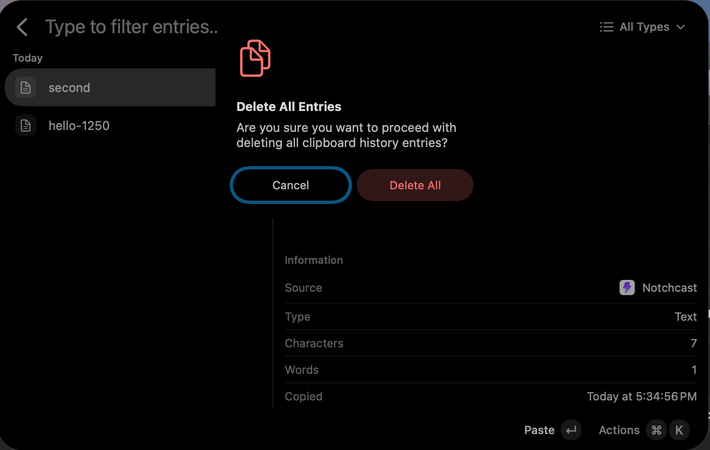 Type to filter entries..
All Types
Today
second
hello-1250
Delete All Entries
Are you sure you want to proceed with
deleting all clipboard history entries?
Cancel
Delete All
Information
Source
Notchcast
Type
Text
Characters
7
Words
1
Copied
Today at 5:34:56 PM
Paste ↵
Actions ⌘ K